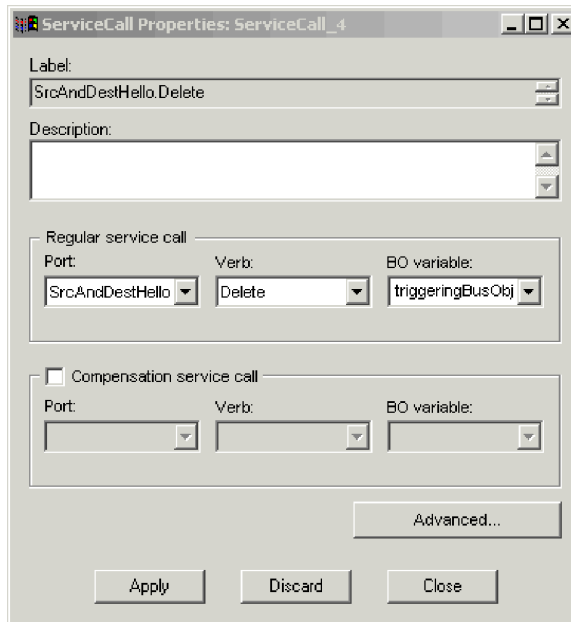 ServiceCall Properties: ServiceCall_4
Label:
SrcAndDestHello.Delete
Description:
Regular service call
Port: Verb: BO variable:
SrcAndDestHello Delete triggeringBusObj
Compensation service call
Port: Verb: BO variable:
Advanced...
Apply Discard Close